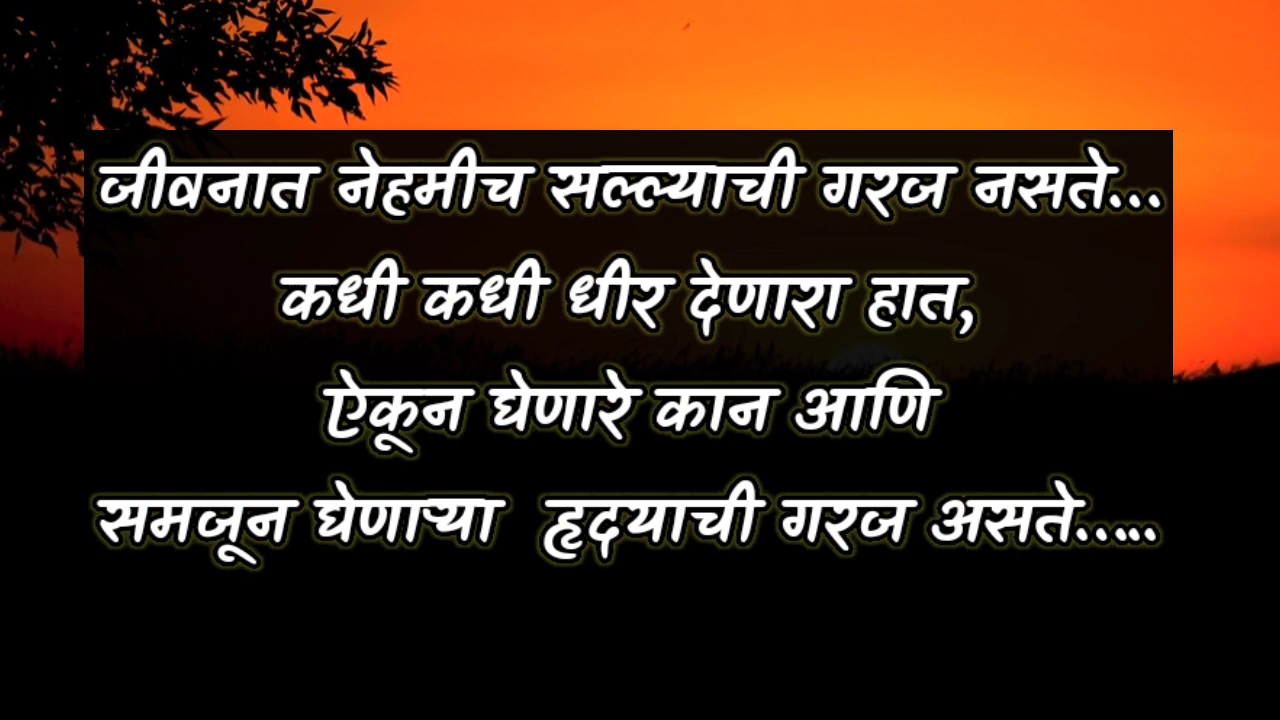 जीवनात नेहमीच सल्ल्याची गरज नसते...
कधी कधी धीर देणारा हात,
ऐकून घेणारे कान आणि
समजून घेणाऱ्या हृदयाची गरज असते.....